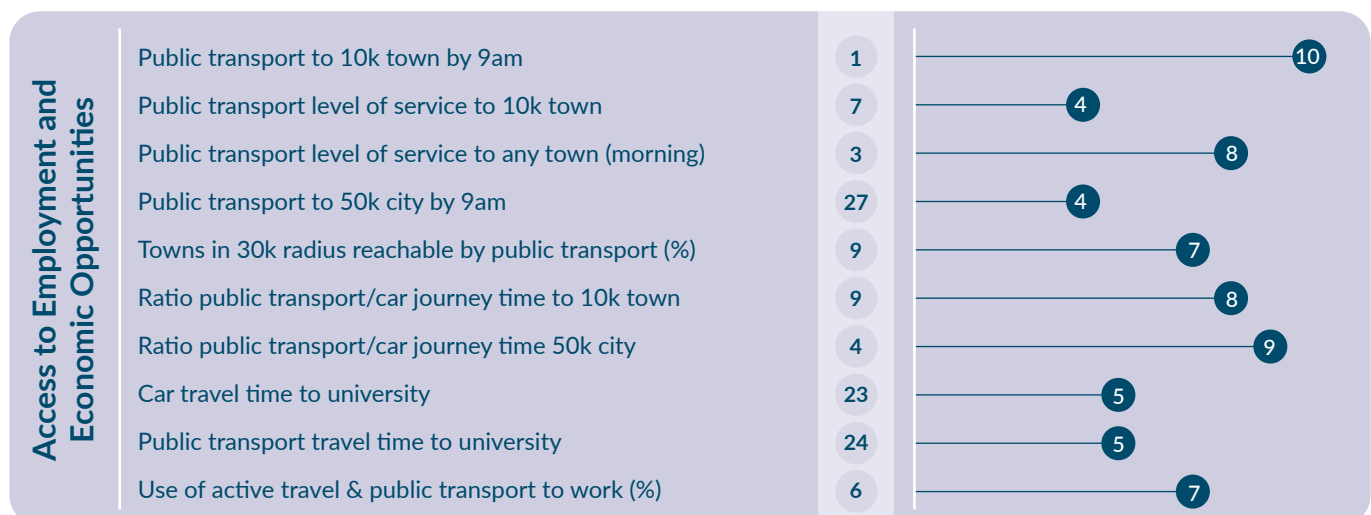 Access to Employment and
Economic Opportunities
Public transport to 10k town by 9am 1 10
Public transport level of service to 10k town 7 4
Public transport level of service to any town (morning) 3 8
Public transport to 50k city by 9am 27 4
Towns in 30k radius reachable by public transport (%) 9 7
Ratio public transport/car journey time to 10k town 9 8
Ratio public transport/car journey time 50k city 4 9
Car travel time to university 23 5
Public transport travel time to university 24 5
Use of active travel & public transport to work (%) 6 7